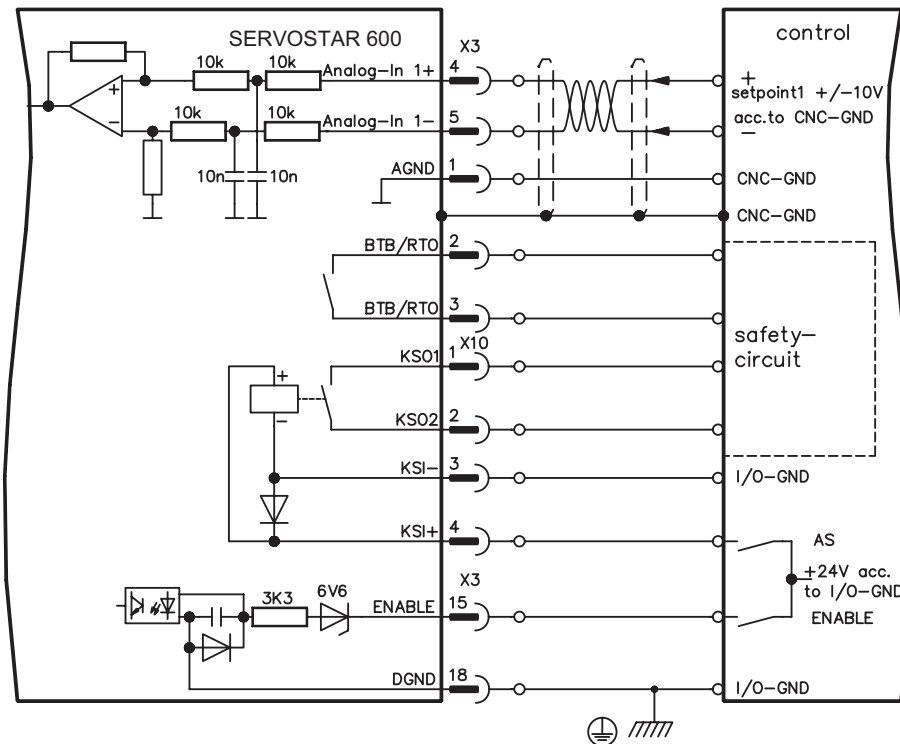 SERVOSTAR 600
X3
control
10k
10k
Analog-In 1+
4
+
setpoint1 +/-10V
acc.to CNC-GND
−
+
−
10k
10k
Analog-In 1-
5
10n
10n
AGND
1
CNC-GND
CNC-GND
BTB/RTO
2
BTB/RTO
3
safety-
circuit
X10
KSO1
1
+
−
KSO2
2
KSI-
3
I/O-GND
KSI+
4
AS
+24V acc.
to I/O-GND
ENABLE
X3
3K3
6V6
ENABLE
15
DGND
18
I/O-GND